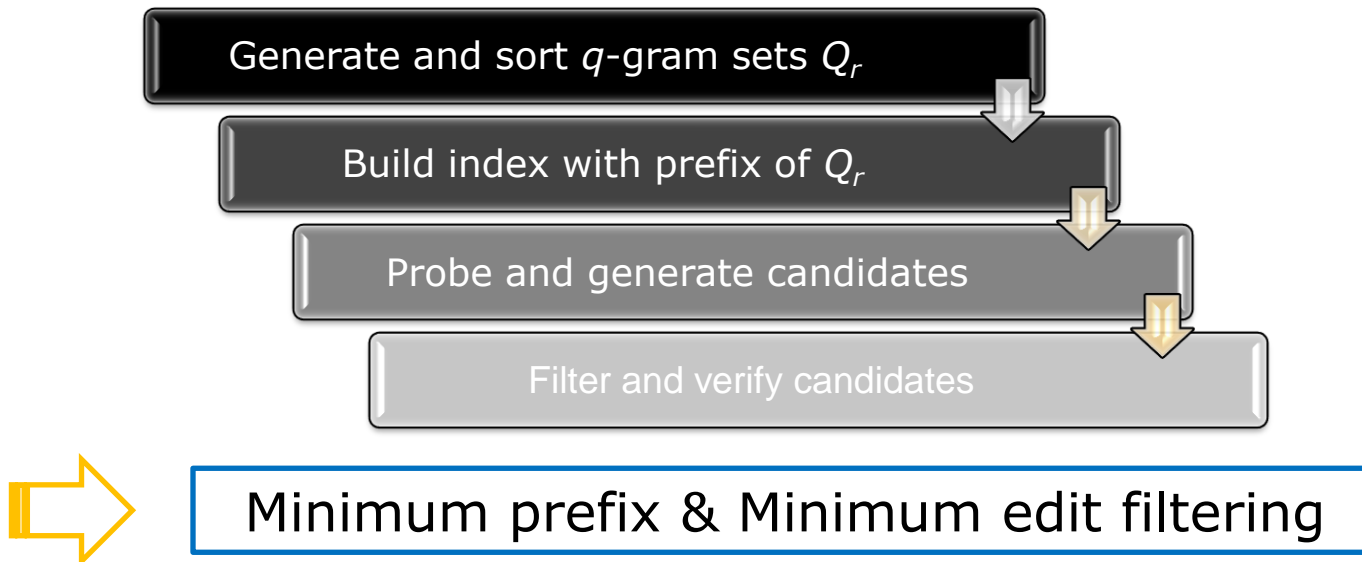 Generate and sort q-gram sets Qr
Build index with prefix of Qr
Probe and generate candidates
Filter and verify candidates
Minimum prefix & Minimum edit filtering